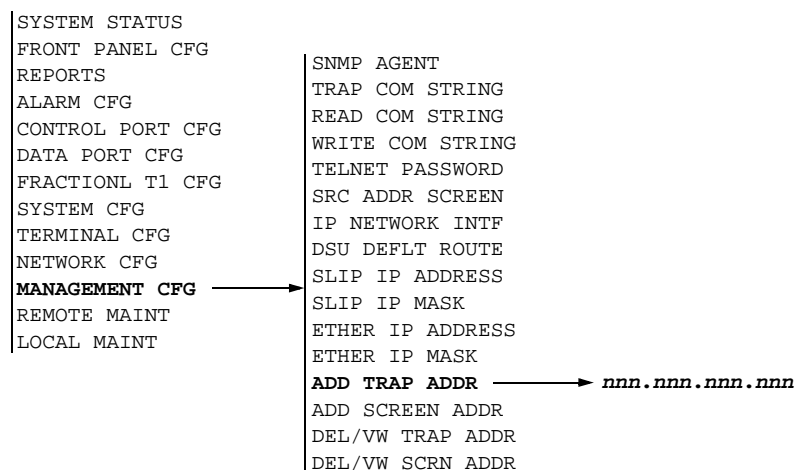 SYSTEM STATUS
FRONT PANEL CFG
REPORTS
ALARM CFG
CONTROL PORT CFG
DATA PORT CFG
FRACTIONL T1 CFG
SYSTEM CFG
TERMINAL CFG
NETWORK CFG
MANAGEMENT CFG
REMOTE MAINT
LOCAL MAINT
SNMP AGENT
TRAP COM STRING
READ COM STRING
WRITE COM STRING
TELNET PASSWORD
SRC ADDR SCREEN
IP NETWORK INTF
DSU DEFLT ROUTE
SLIP IP ADDRESS
SLIP IP MASK
ETHER IP ADDRESS
ETHER IP MASK
ADD TRAP ADDR
ADD SCREEN ADDR
DEL/VW TRAP ADDR
DEL/VW SCRN ADDR
nnn.nnn.nnn.nnn